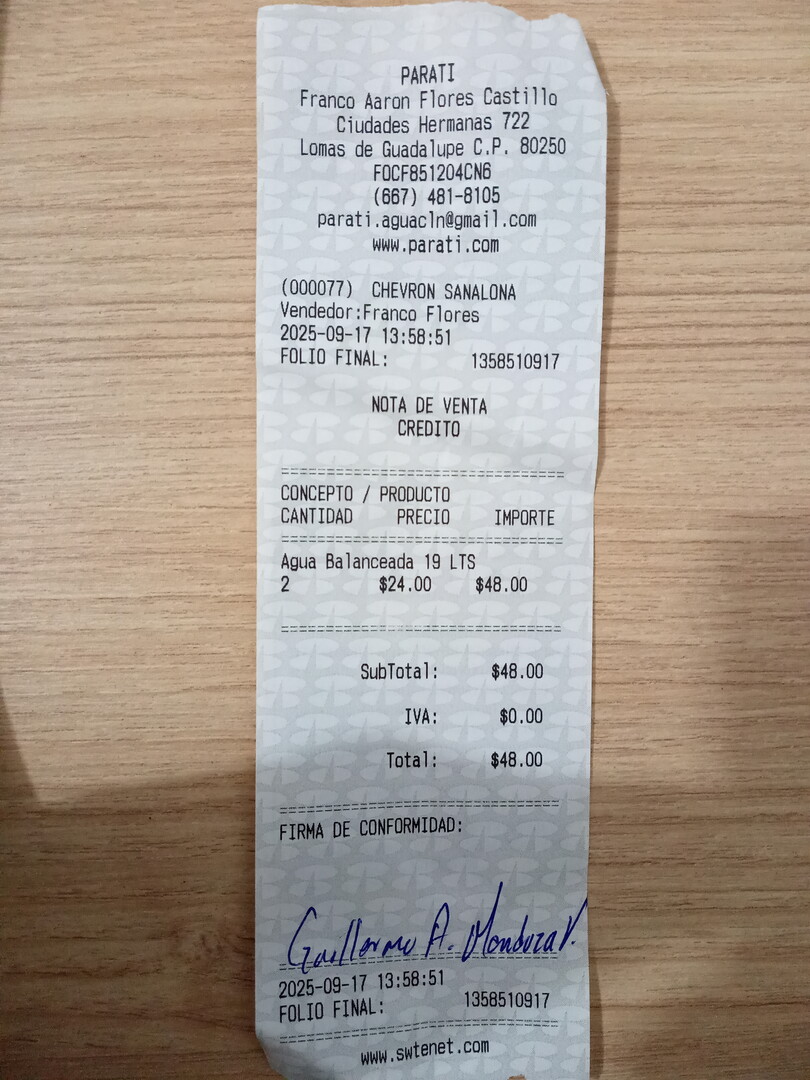 PARATI
Franco Aaron Flores Castillo
Ciudades Hermanas 722
Lomas de Guadalupe C.P. 80250
FOCF851204CN6
(667) 481-8105
parati.aguacln@gmail.com
www.parati.com
(000077) CHEVRON SANALONA
Vendedor:Franco Flores
2025-09-17 13:58:51
FOLIO FINAL: 1358510917
NOTA DE VENTA
CREDITO
================================
CONCEPTO / PRODUCTO
CANTIDAD PRECIO IMPORTE
================================
Agua Balanceada 19 LTS
2 $24.00 $48.00
================================
SubTotal: $48.00
IVA: $0.00
Total: $48.00
================================
FIRMA DE CONFORMIDAD:
Guillermo A. Mendoza V.
================================
2025-09-17 13:58:51
FOLIO FINAL: 1358510917
================================
www.swtenet.com